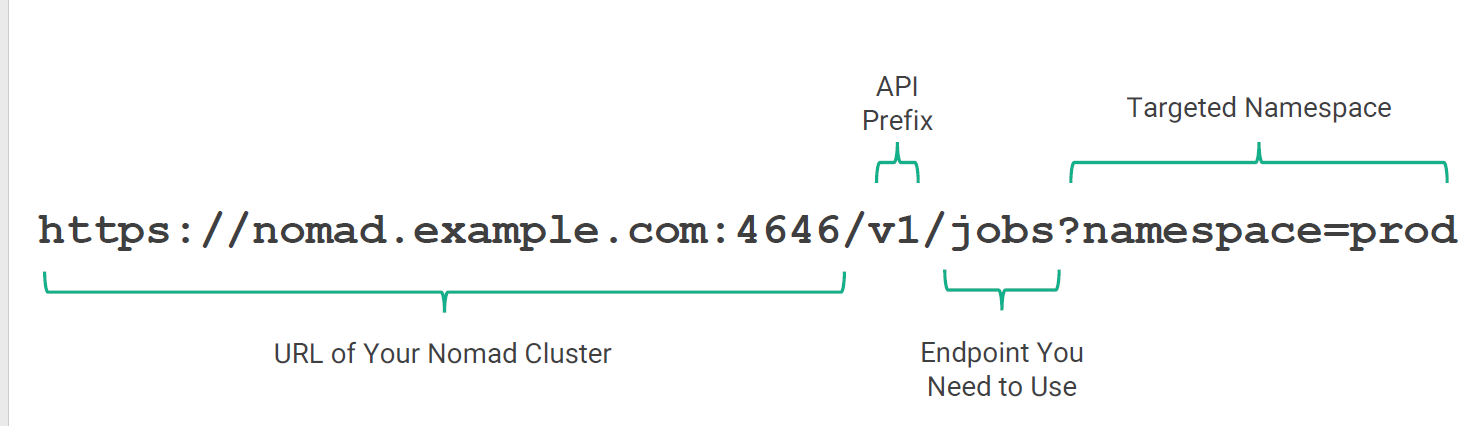 API
Prefix
Targeted Namespace
https://nomad.example.com:4646/v1/jobs?namespace=prod
URL of Your Nomad Cluster
Endpoint You
Need to Use